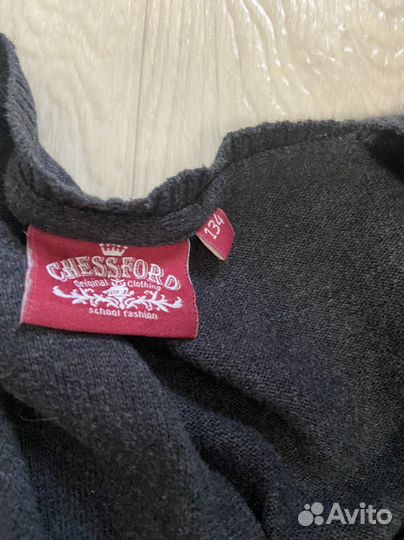 CHESSFORD
Original Clothing
school fashion
134
Avito